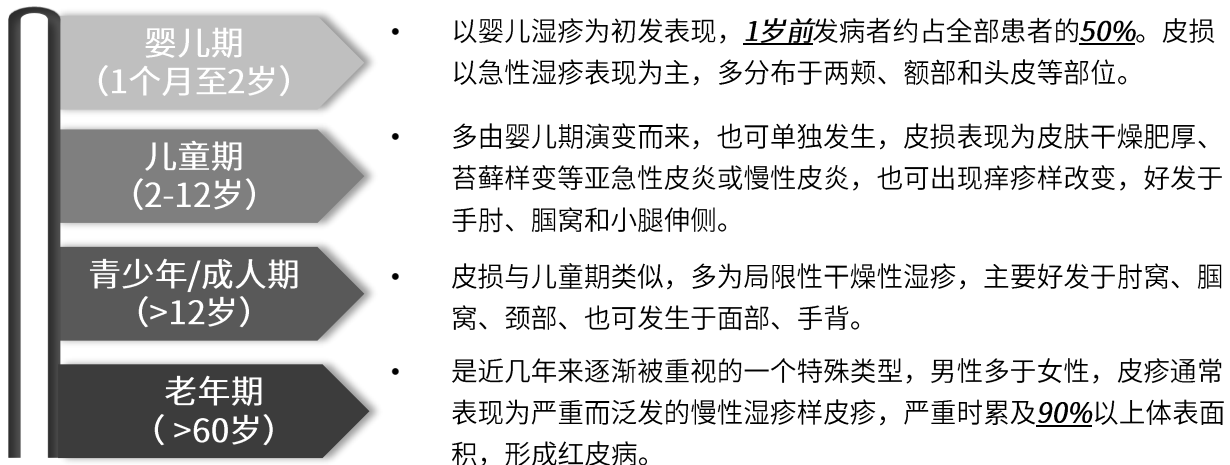 婴儿期
（1个月至2岁）
• 以婴儿湿疹为初发表现，1岁前发病者约占全部患者的50%。皮损
以急性湿疹表现为主，多分布于两颊、额部和头皮等部位。
儿童期
（2-12岁）
• 多由婴儿期演变而来，也可单独发生，皮损表现为皮肤干燥肥厚、
苔藓样变等亚急性皮炎或慢性皮炎，也可出现痒疹样改变，好发于
手肘、腘窝和小腿伸侧。
青少年/成人期
（>12岁）
• 皮损与儿童期类似，多为局限性干燥性湿疹，主要好发于肘窝、腘
窝、颈部、也可发生于面部、手背。
老年期
（ >60岁）
• 是近几年来逐渐被重视的一个特殊类型，男性多于女性，皮疹通常
表现为严重而泛发的慢性湿疹样皮疹，严重时累及90%以上体表面
积，形成红皮病。